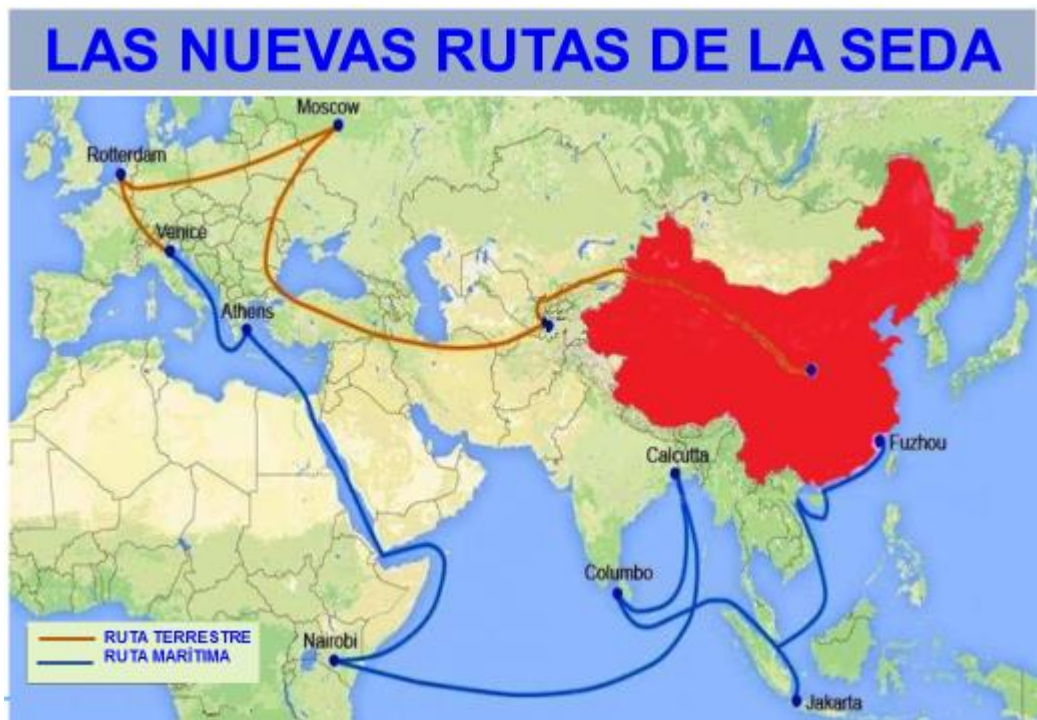 LAS NUEVAS RUTAS DE LA SEDA
Moscow
Rotterdam
Venice
Athens
Fuzhou
Calcutta
Columbo
Nairobi
Jakarta
RUTA TERRESTRE
RUTA MARÍTIMA